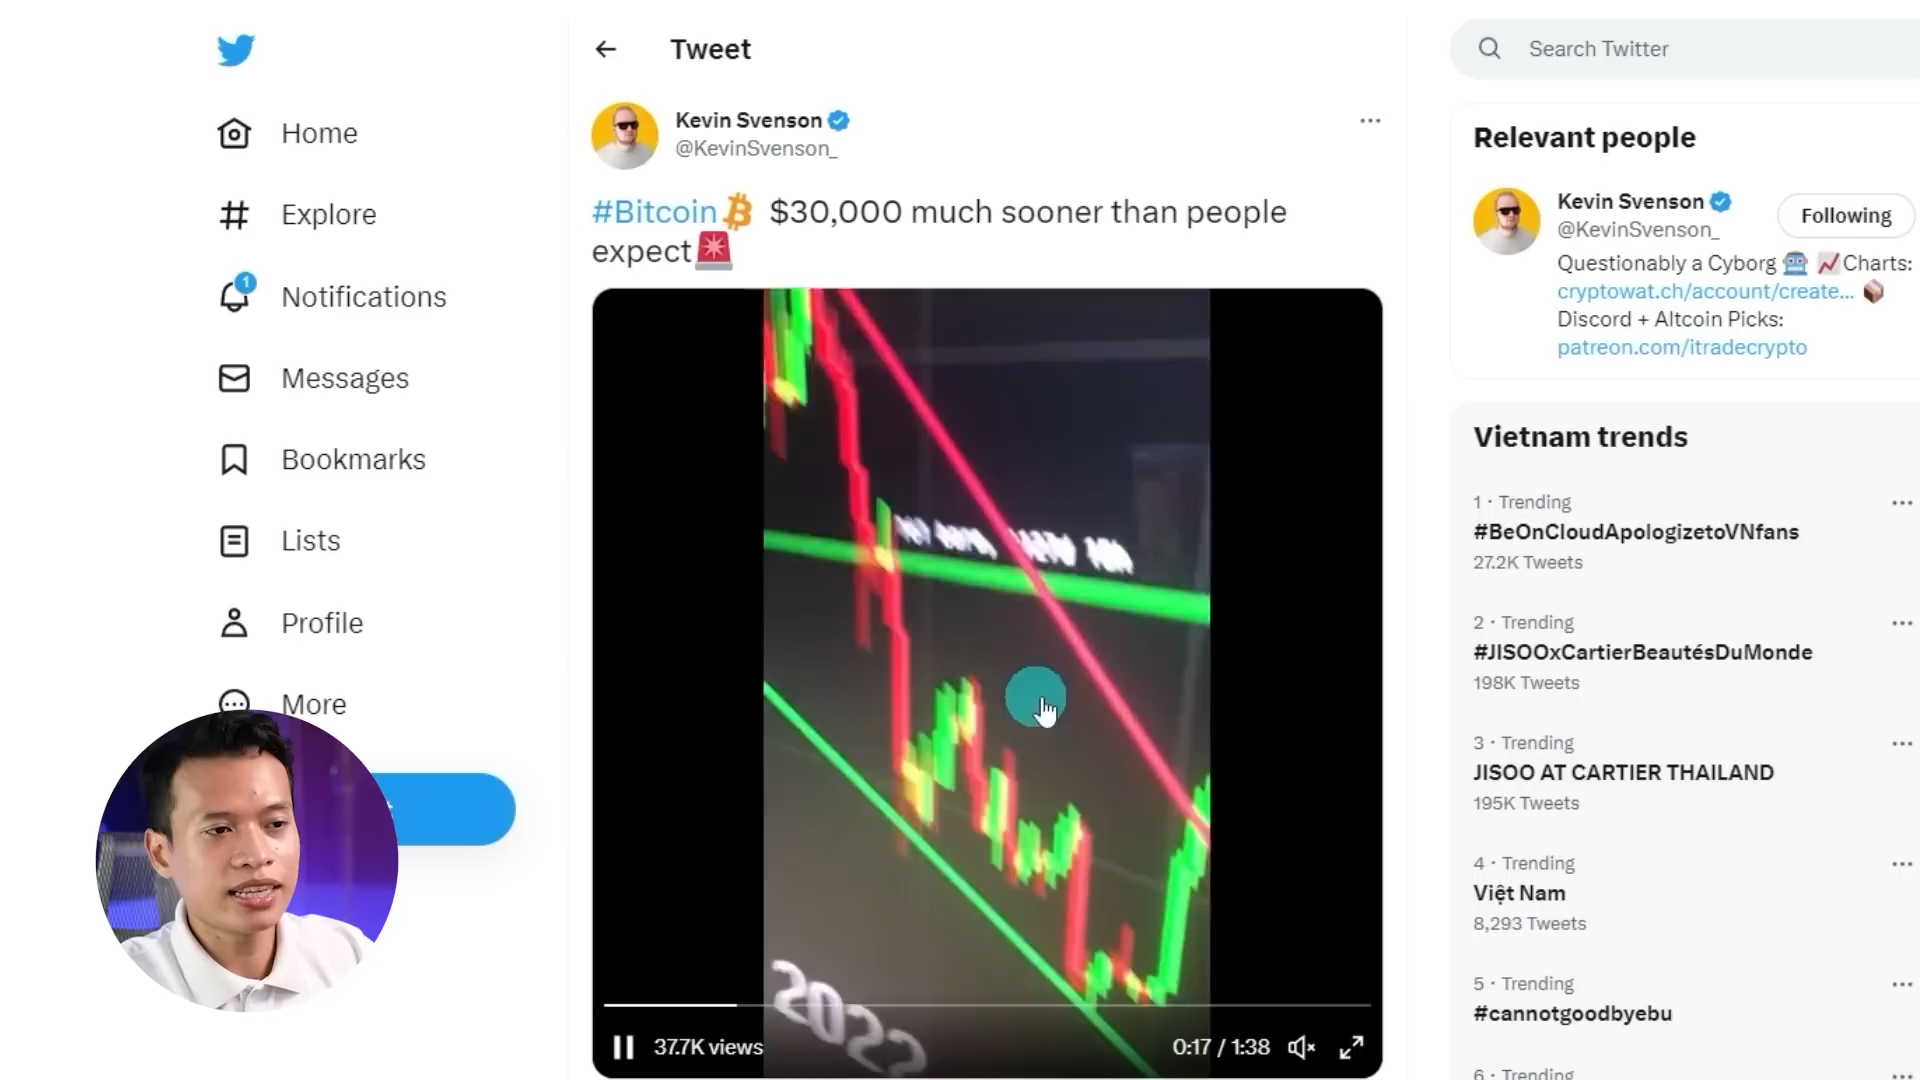 Home
Explore
1
Notifications
Messages
Bookmarks
Lists
Profile
More
Tweet
Kevin Svenson
@KevinSvenson_
#Bitcoin $30,000 much sooner than people
expect
2022
37.7K views
0:17 / 1:38
Search Twitter
Relevant people
Kevin Svenson
@KevinSvenson_
Following
Questionably a Cyborg Charts:
cryptowat.ch/account/create...
Discord + Altcoin Picks:
patreon.com/itradecrypto
Vietnam trends
1 · Trending
#BeOnCloudApologizetoVNfans
27.2K Tweets
2 · Trending
#JISOOxCartierBeautésDuMonde
198K Tweets
3 · Trending
JISOO AT CARTIER THAILAND
195K Tweets
4 · Trending
Việt Nam
8,293 Tweets
5 · Trending
#cannotgoodbyebu
6 · Trending